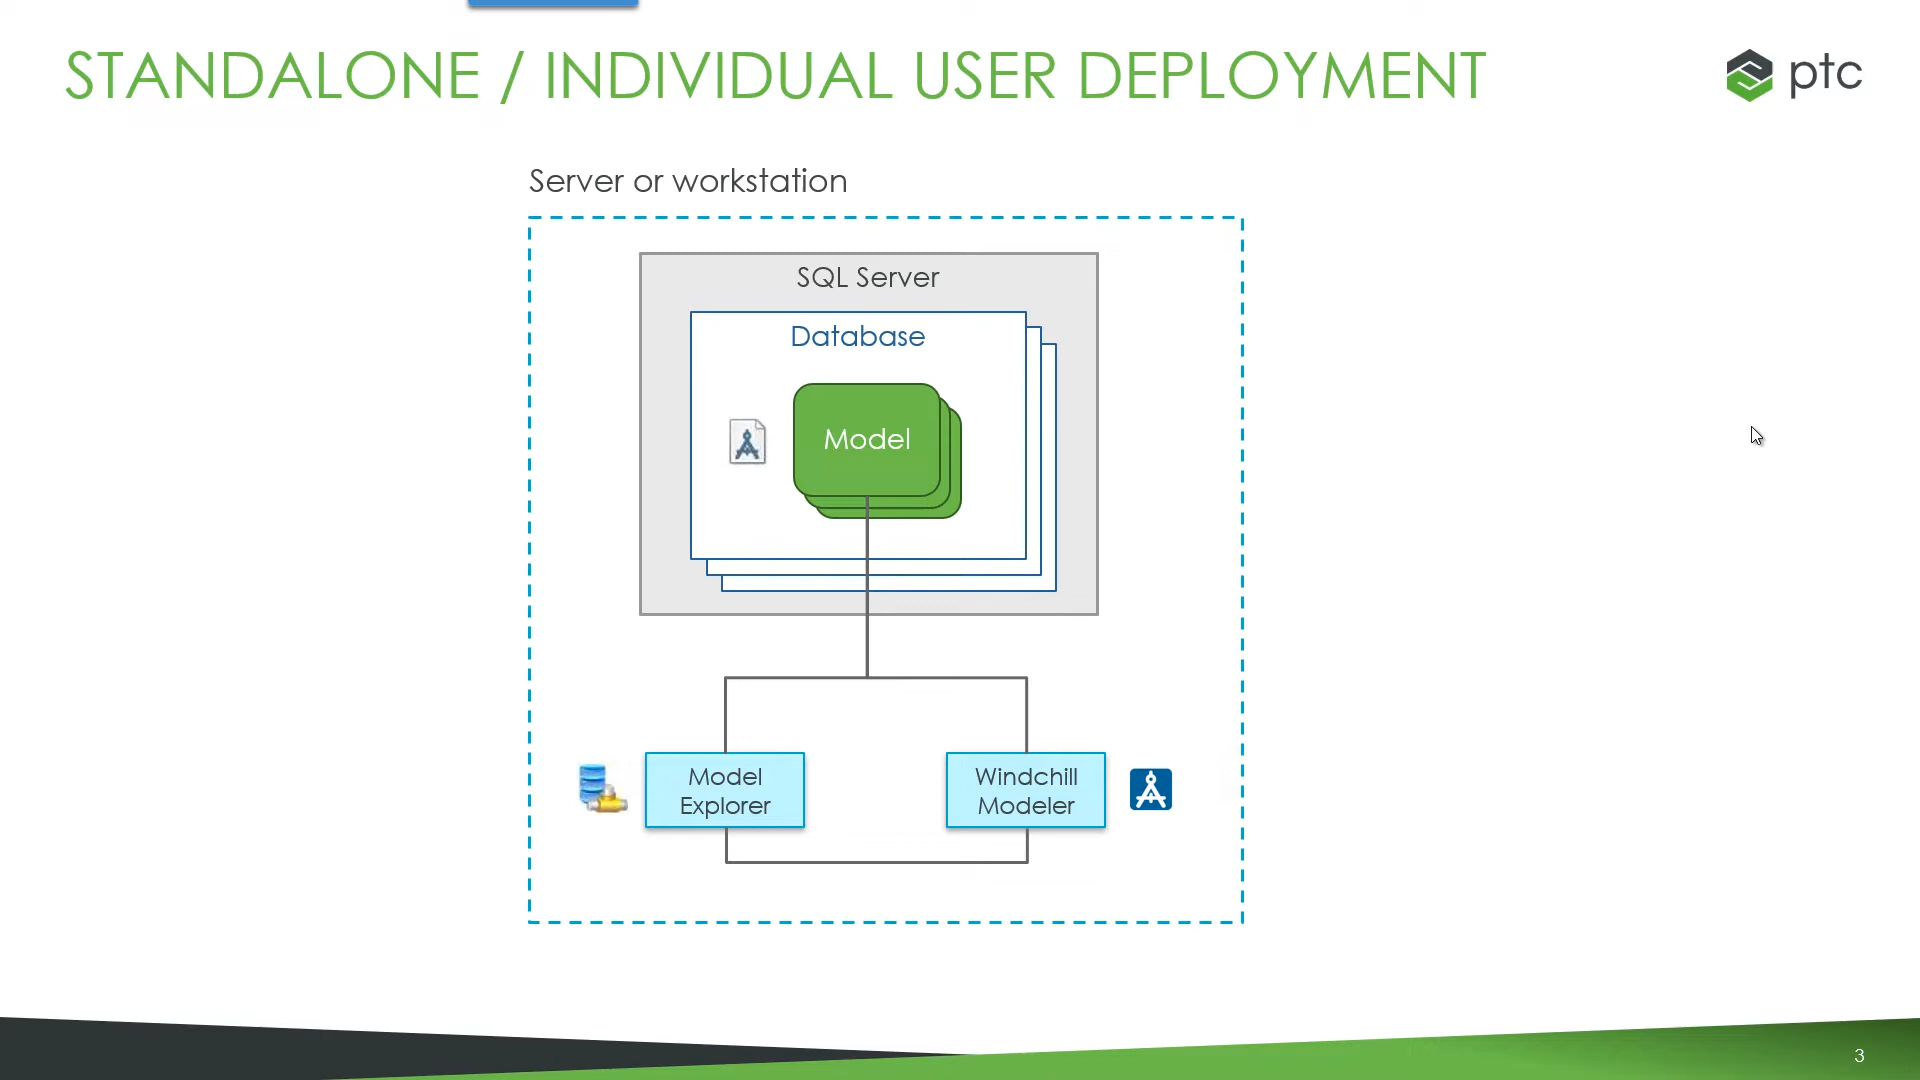 STANDALONE / INDIVIDUAL USER DEPLOYMENT
ptc
Server or workstation
SQL Server
Database
Model
Model
Explorer
Windchill
Modeler
3